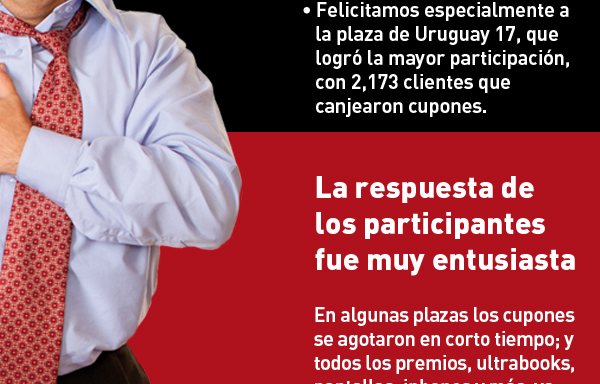 • Felicitamos especialmente a
la plaza de Uruguay 17, que
logró la mayor participación,
con 2,173 clientes que
canjearon cupones.
La respuesta de
los participantes
fue muy entusiasta
En algunas plazas los cupones
se agotaron en corto tiempo; y
todos los premios, ultrabooks,